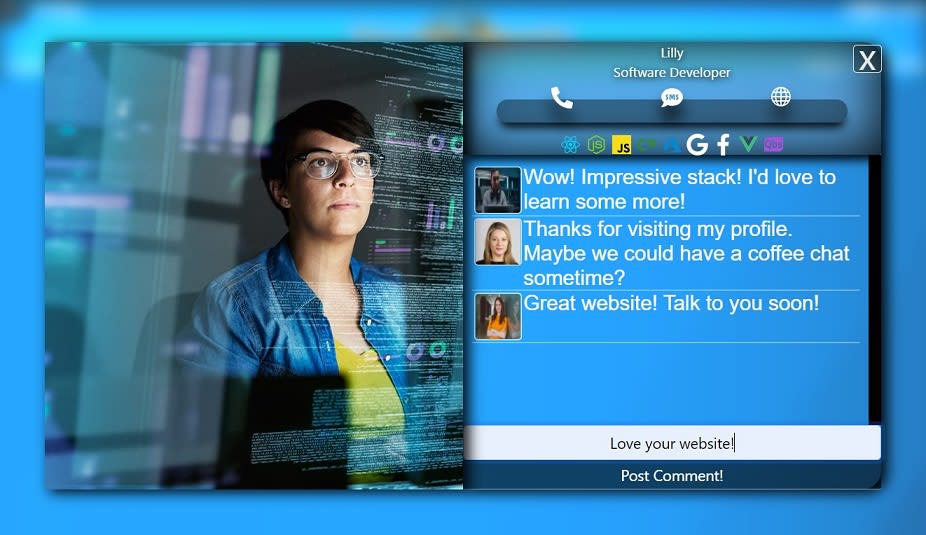 Lilly
Software Developer
X
SMS
JS
JS
Wow! Impressive stack! I'd love to
learn some more!
Thanks for visiting my profile.
Maybe we could have a coffee chat
sometime?
Great website! Talk to you soon!
Love your website!
Post Comment!